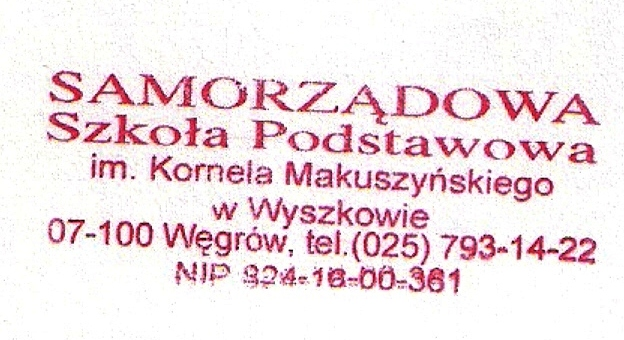 SAMORZĄDOWA
Szkoła Podstawowa
im. Kornela Makuszyńskiego
w Wyszkowie
07-100 Węgrów, tel.(025) 793-14-22
NIP 824-16-00-361